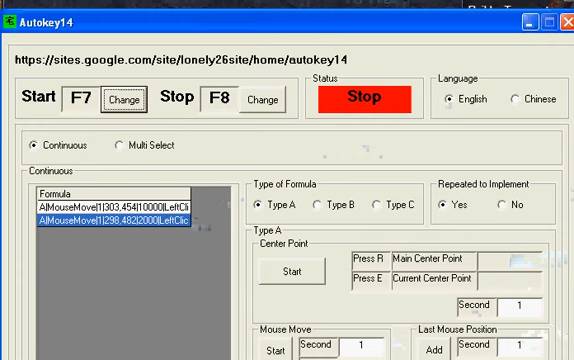 Autokey14
https://sites.google.com/site/lonely26site/home/autokey14
Start F7 Change Stop F8 Change
Status
Stop
Language
English Chinese
Continuous Multi Select
Continuous
Formula
A|MouseMove|1|303,454|10000|LeftClic
A|MouseMove|1|298,482|2000|LeftClic
Type of Formula
Type A Type B Type C
Repeated to Implement
Yes No
Type A
Center Point
Start
Press R Main Center Point
Press E Current Center Point
Second 1
Mouse Move
Start Second 1
Last Mouse Position
Add Second 1